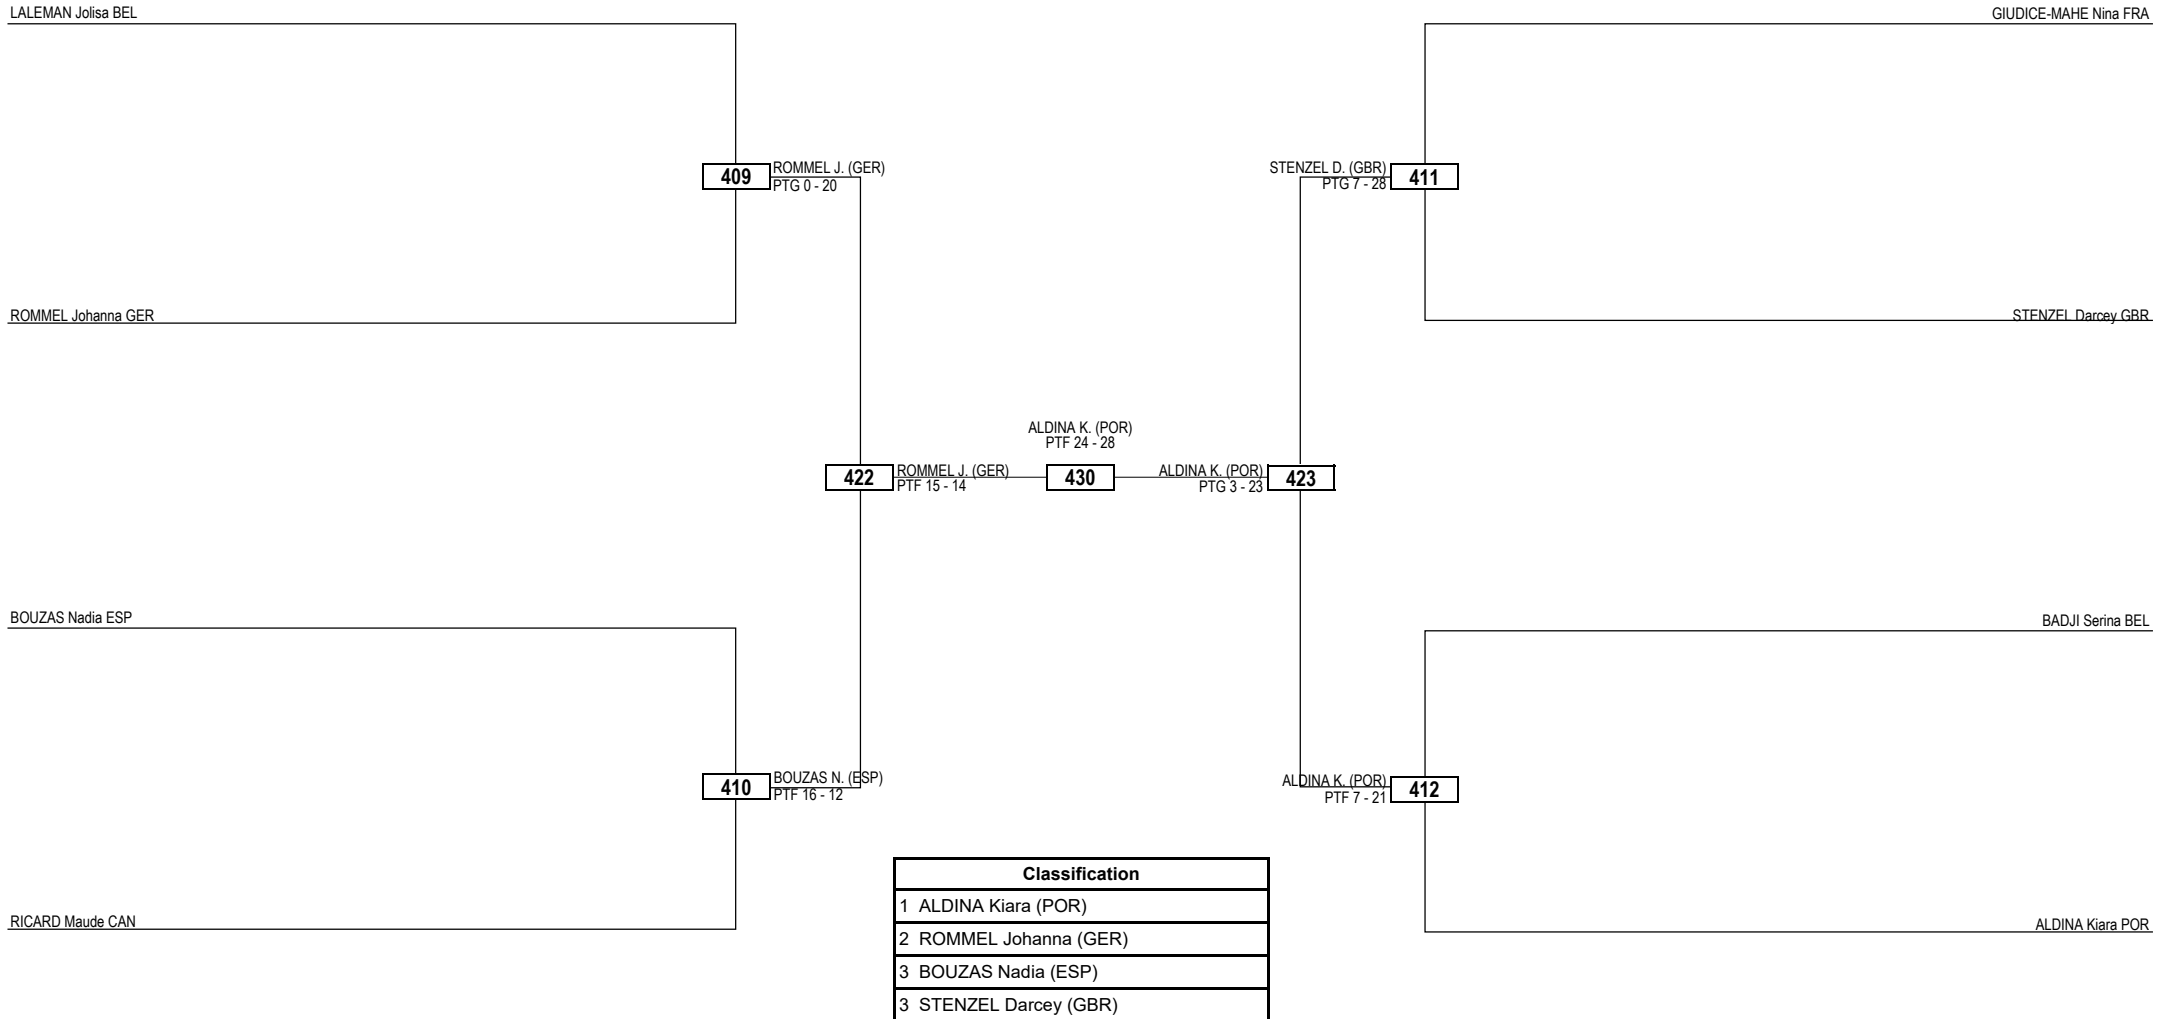 LALEMAN Jolisa BEL
GIUDICE-MAHE Nina FRA
409
ROMMEL J. (GER)
PTG 0 - 20
STENZEL D. (GBR)
PTG 7 - 28
411
ROMMEL Johanna GER
STENZEL Darcey GBR
ALDINA K. (POR)
PTF 24 - 28
422
ROMMEL J. (GER)
PTF 15 - 14
430
ALDINA K. (POR)
PTG 3 - 23
423
BOUZAS Nadia ESP
BADJI Serina BEL
410
BOUZAS N. (ESP)
PTF 16 - 12
ALDINA K. (POR)
PTF 7 - 21
412
RICARD Maude CAN
ALDINA Kiara POR
Classification
1 ALDINA Kiara (POR)
2 ROMMEL Johanna (GER)
3 BOUZAS Nadia (ESP)
3 STENZEL Darcey (GBR)